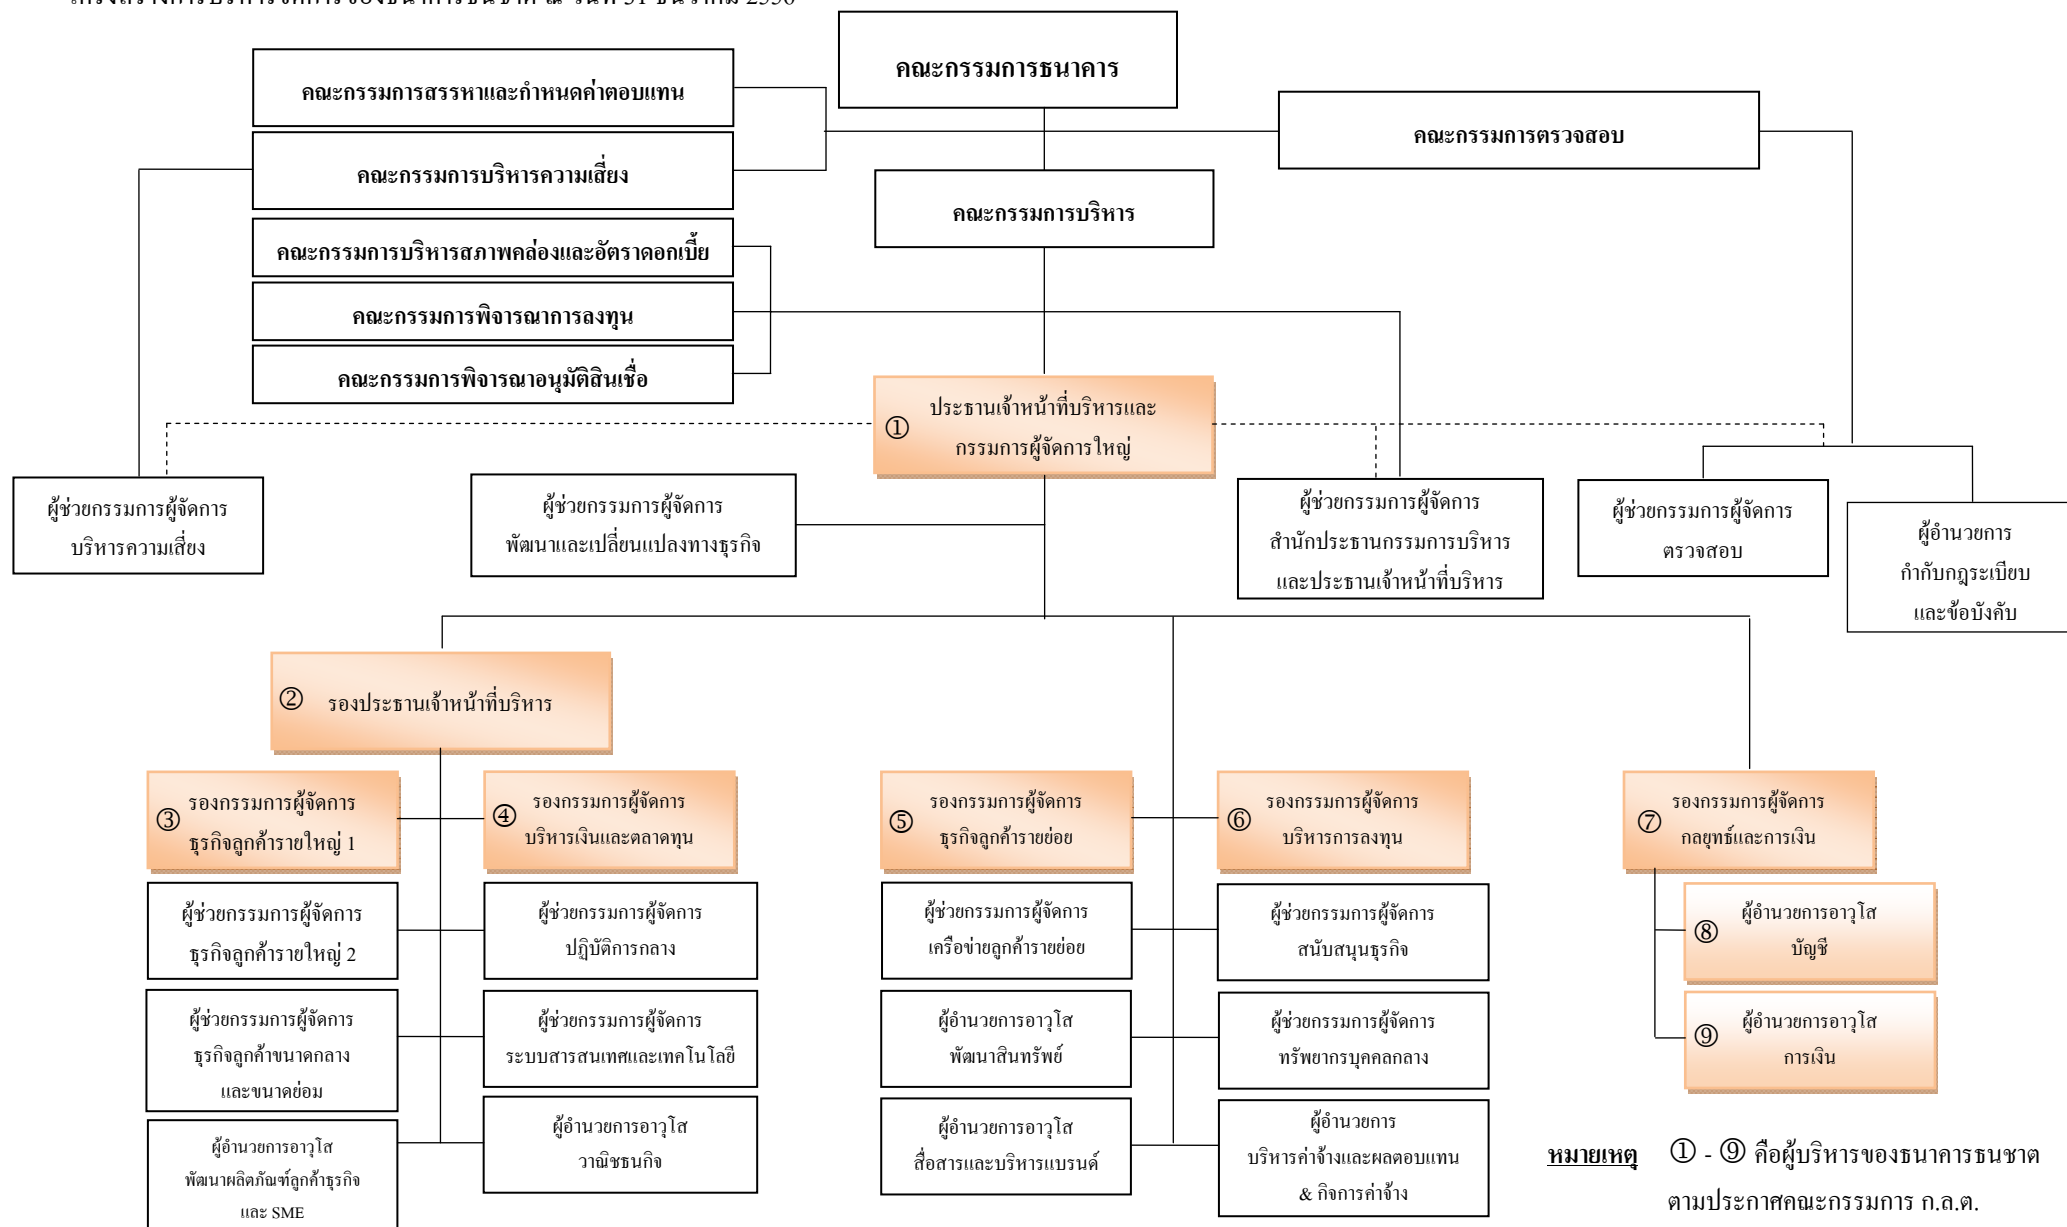 โครงสร้างการบริหารจัดการของธนาคารธนชาต ณ วันที่ 31 ธันวาคม 2550
คณะกรรมการธนาคาร
คณะกรรมการสรรหาและกำหนดค่าตอบแทน
คณะกรรมการตรวจสอบ
คณะกรรมการบริหารความเสี่ยง
คณะกรรมการบริหาร
คณะกรรมการบริหารสภาพคล่องและอัตราดอกเบี้ย
คณะกรรมการพิจารณาการลงทุน
คณะกรรมการพิจารณาอนุมัติสินเชื่อ
① ประธานเจ้าหน้าที่บริหารและ
กรรมการผู้จัดการใหญ่
ผู้ช่วยกรรมการผู้จัดการ
บริหารความเสี่ยง
ผู้ช่วยกรรมการผู้จัดการ
พัฒนาและเปลี่ยนแปลงทางธุรกิจ
ผู้ช่วยกรรมการผู้จัดการ
สำนักประธานกรรมการบริหาร
และประธานเจ้าหน้าที่บริหาร
ผู้ช่วยกรรมการผู้จัดการ
ตรวจสอบ
ผู้อำนวยการ
กำกับกฎระเบียบ
และข้อบังคับ
② รองประธานเจ้าหน้าที่บริหาร
③ รองกรรมการผู้จัดการ
ธุรกิจลูกค้ารายใหญ่ 1
④ รองกรรมการผู้จัดการ
บริหารเงินและตลาดทุน
⑤ รองกรรมการผู้จัดการ
ธุรกิจลูกค้ารายย่อย
⑥ รองกรรมการผู้จัดการ
บริหารการลงทุน
⑦ รองกรรมการผู้จัดการ
กลยุทธ์และการเงิน
ผู้ช่วยกรรมการผู้จัดการ
ธุรกิจลูกค้ารายใหญ่ 2
ผู้ช่วยกรรมการผู้จัดการ
ปฏิบัติการกลาง
ผู้ช่วยกรรมการผู้จัดการ
เครือข่ายลูกค้ารายย่อย
ผู้ช่วยกรรมการผู้จัดการ
สนับสนุนธุรกิจ
⑧ ผู้อำนวยการอาวุโส
บัญชี
ผู้ช่วยกรรมการผู้จัดการ
ธุรกิจลูกค้าขนาดกลาง
และขนาดย่อม
ผู้ช่วยกรรมการผู้จัดการ
ระบบสารสนเทศและเทคโนโลยี
ผู้อำนวยการอาวุโส
พัฒนาสินทรัพย์
ผู้ช่วยกรรมการผู้จัดการ
ทรัพยากรบุคคลกลาง
⑨ ผู้อำนวยการอาวุโส
การเงิน
ผู้อำนวยการอาวุโส
พัฒนาผลิตภัณฑ์ลูกค้าธุรกิจ
และ SME
ผู้อำนวยการอาวุโส
วาณิชธนกิจ
ผู้อำนวยการอาวุโส
สื่อสารและบริหารแบรนด์
ผู้อำนวยการ
บริหารค่าจ้างและผลตอบแทน
& กิจการค่าจ้าง
หมายเหตุ ① - ⑨ คือผู้บริหารของธนาคารธนชาต
ตามประกาศคณะกรรมการ ก.ล.ต.